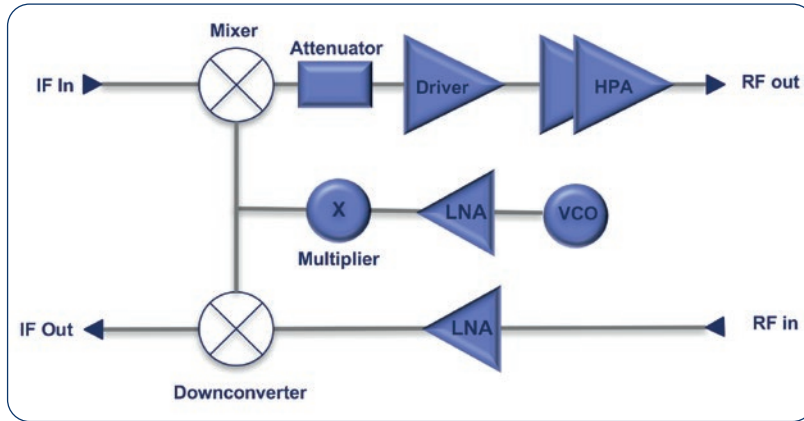 Mixer
Attenuator
IF In
Driver
HPA
RF out
X
LNA
VCO
Multiplier
IF Out
LNA
RF in
Downconverter